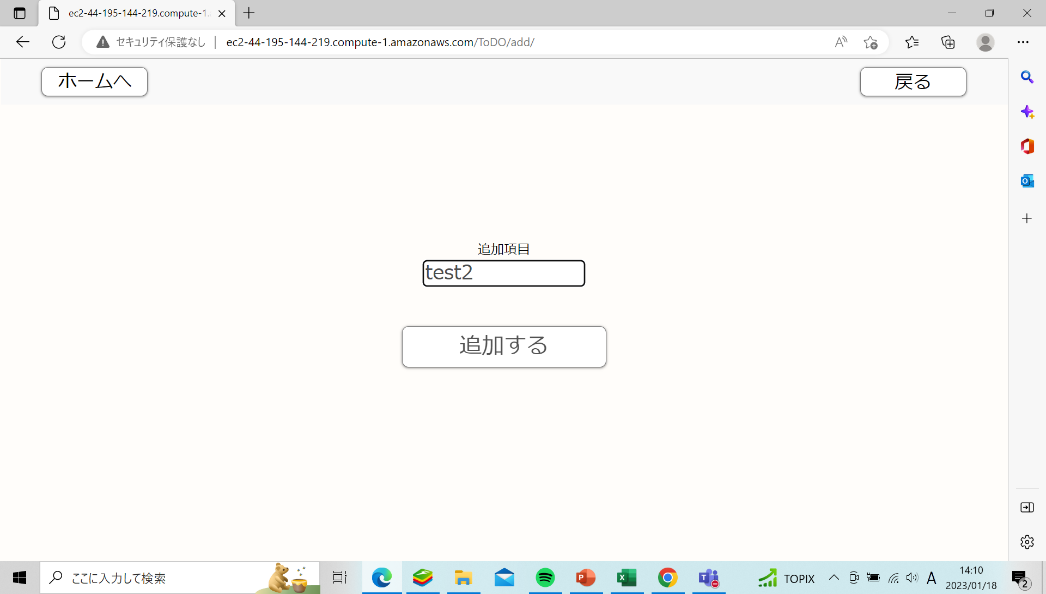 ec2-44-195-144-219.compute-1.
セキュリティ保護なし | ec2-44-195-144-219.compute-1.amazonaws.com/ToDO/add/
ホームへ
戻る
追加項目
test2
追加する
ここに入力して検索
TOPIX
A
14:10
2023/01/18
2